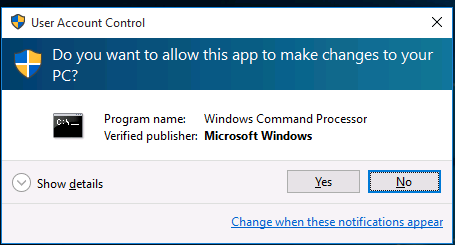 User Account Control
Do you want to allow this app to make changes to your
PC?
C:\_
Program name: Windows Command Processor
Verified publisher: Microsoft Windows
Show details
Yes
No
Change when these notifications appear